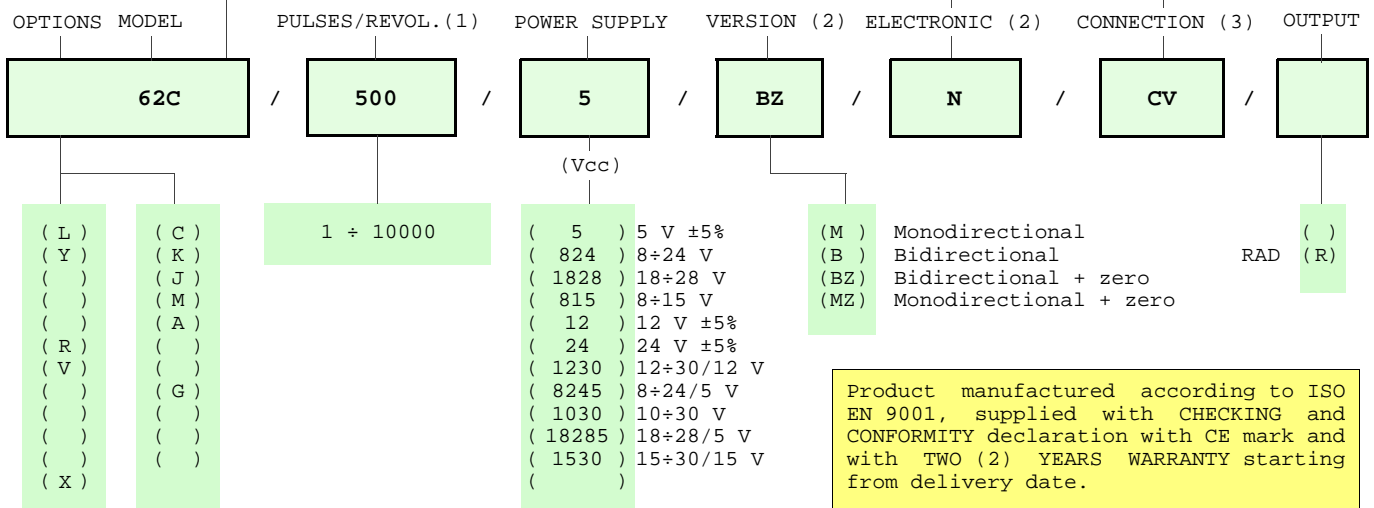 OPTIONS MODEL PULSES/REVOL.(1) POWER SUPPLY VERSION (2) ELECTRONIC (2) CONNECTION (3) OUTPUT
62C / 500 / 5 / BZ / N / CV /
(Vcc)
( L ) ( C ) 1 ÷ 10000 ( 5 ) 5 V ±5% (M ) Monodirectional ( )
( Y ) ( K ) ( 824 ) 8÷24 V (B ) Bidirectional RAD (R)
( ) ( J ) ( 1828 ) 18÷28 V (BZ) Bidirectional + zero
( ) ( M ) ( 815 ) 8÷15 V (MZ) Monodirectional + zero
( ) ( A ) ( 12 ) 12 V ±5%
( R ) ( ) ( 24 ) 24 V ±5%
( V ) ( ) ( 1230 ) 12÷30/12 V
( ) ( G ) ( 8245 ) 8÷24/5 V
( ) ( ) ( 1030 ) 10÷30 V
( ) ( ) ( 18285 ) 18÷28/5 V
( ) ( ) ( 1530 ) 15÷30/15 V
( X ) ( )
Product manufactured according to ISO
EN 9001, supplied with CHECKING and
CONFORMITY declaration with CE mark and
with TWO (2) YEARS WARRANTY starting
from delivery date.